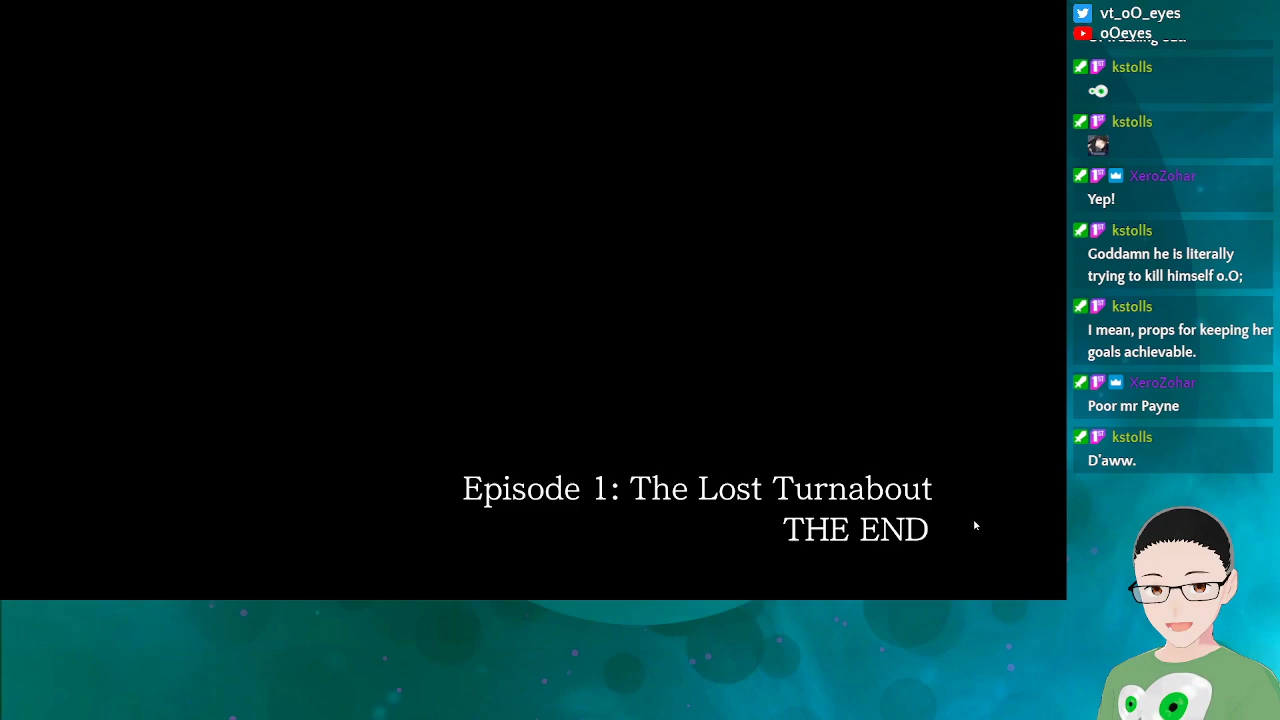 vt_oO_eyes
oOeyes
kstolls
kstolls
XeroZohar
Yep!
kstolls
Goddamn he is literally
trying to kill himself o.O;
kstolls
I mean, props for keeping her
goals achievable.
XeroZohar
Poor mr Payne
kstolls
D'aww.
Episode 1: The Lost Turnabout
THE END